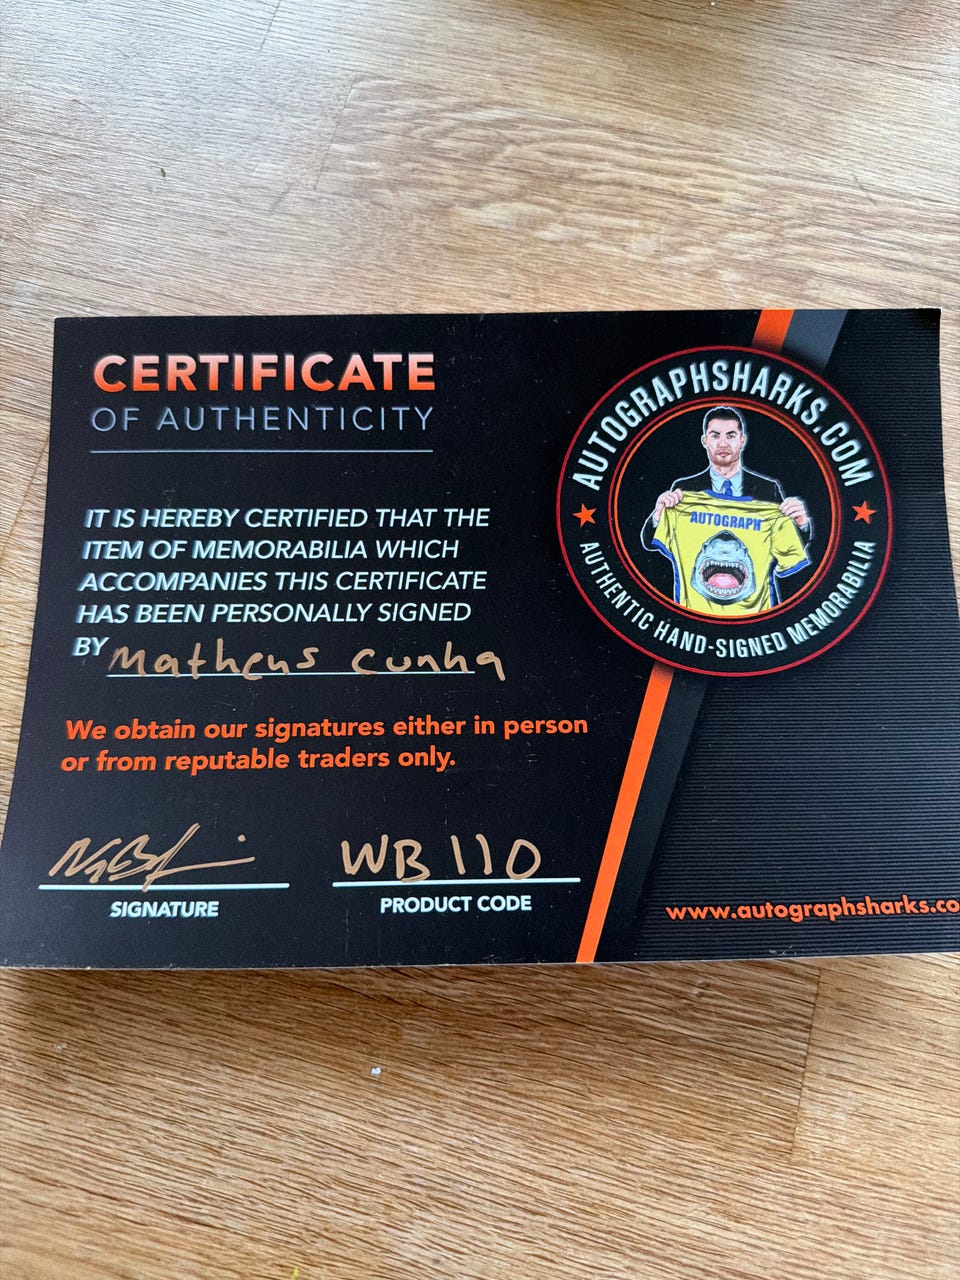 CERTIFICATE
OF AUTHENTICITY
IT IS HEREBY CERTIFIED THAT THE
ITEM OF MEMORABILIA WHICH
ACCOMPANIES THIS CERTIFICATE
HAS BEEN PERSONALLY SIGNED
BY Matheus Cunha
We obtain our signatures either in person
or from reputable traders only.
SIGNATURE
WB110
PRODUCT CODE
AUTOGRAPHSHARKS.COM
AUTOGRAPH
AUTHENTIC HAND-SIGNED MEMORABILIA
www.autographsharks.co